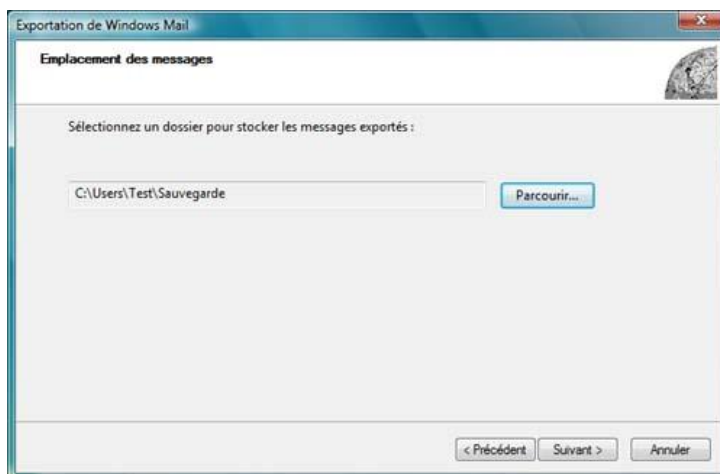 Exportation de Windows Mail
Emplacement des messages
Sélectionnez un dossier pour stocker les messages exportés :
C:\Users\Test\Sauvegarde
Parcourir...
< Précédent
Suivant >
Annuler